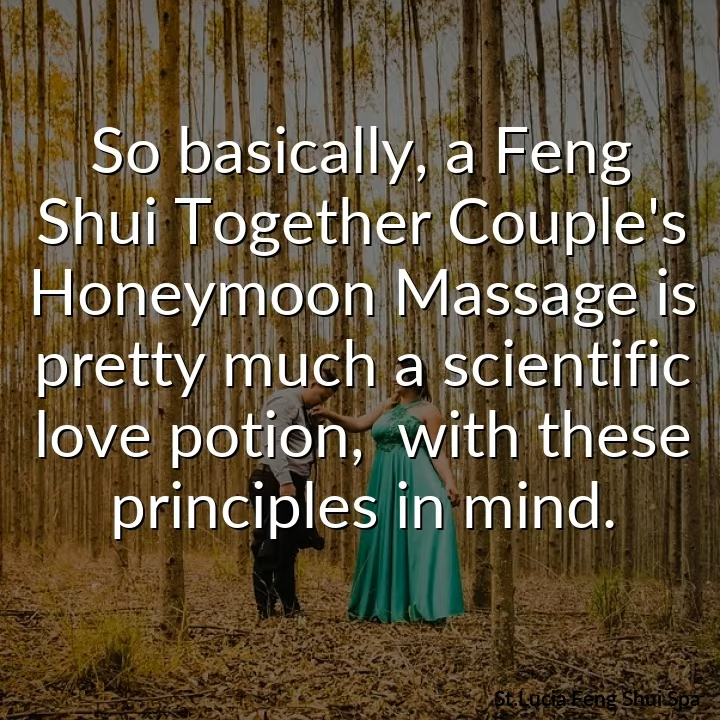 So basically, a Feng
Shui Together Couple's
Honeymoon Massage is
pretty much a scientific
love potion,  with these
principles in mind.
St.Lucia Feng Shui Spa